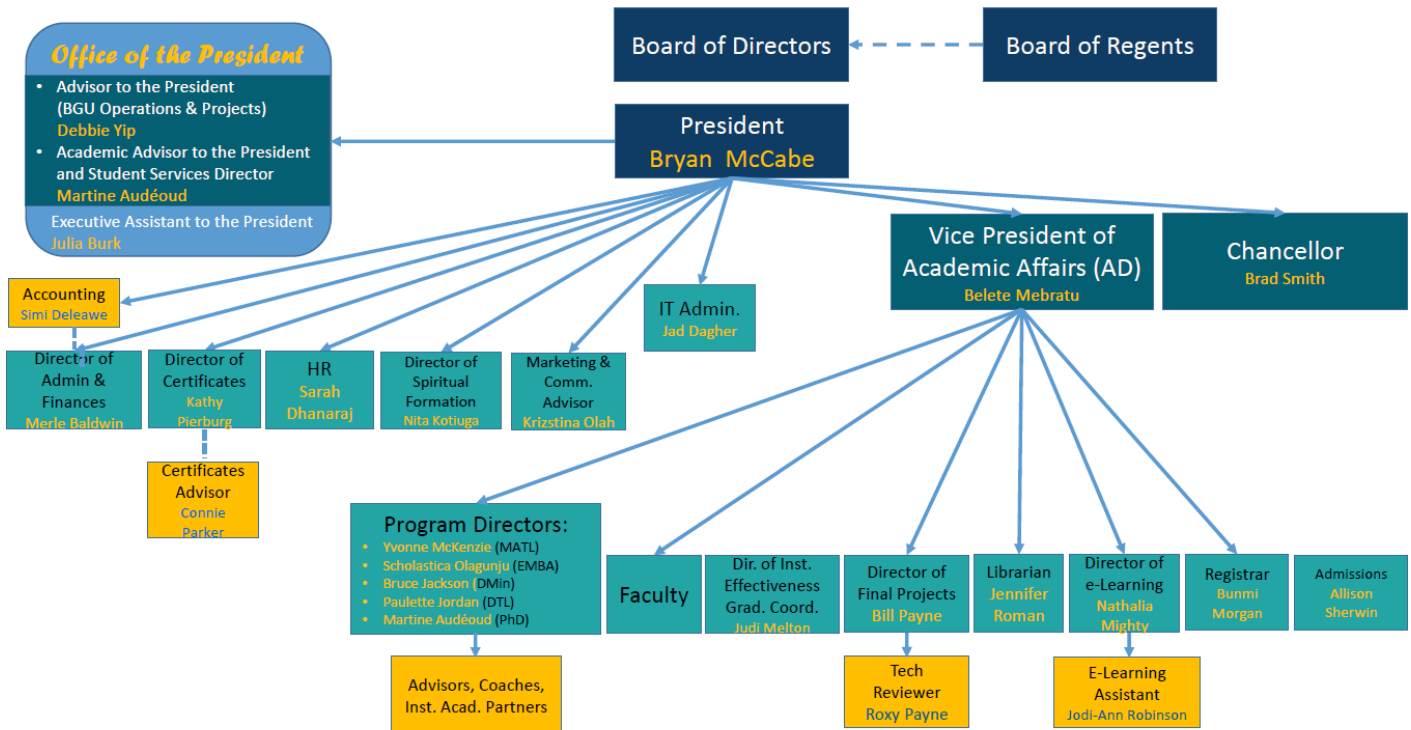 Office of the President
• Advisor to the President
(BGU Operations & Projects)
Debbie Yip
• Academic Advisor to the President
and Student Services Director
Martine Audéoud
Executive Assistant to the President
Julia Burk
Board of Directors
Board of Regents
President
Bryan McCabe
Vice President of
Academic Affairs (AD)
Belete Mebratu
Chancellor
Brad Smith
Accounting
Simi Deleawe
IT Admin.
Jad Dagher
Director of
Admin &
Finances
Merle Baldwin
Director of
Certificates
Kathy
Pierburg
HR
Sarah
Dhanaraj
Director of
Spiritual
Formation
Nita Kotiuga
Marketing &
Comm.
Advisor
Krizstina Olah
Certificates
Advisor
Connie
Parker
Program Directors:
• Yvonne McKenzie (MATL)
• Scholastica Olagunju (EMBA)
• Bruce Jackson (DMin)
• Paulette Jordan (DTL)
• Martine Audéoud (PhD)
Faculty
Dir. of Inst.
Effectiveness
Grad. Coord.
Judi Melton
Director of
Final Projects
Bill Payne
Librarian
Jennifer
Roman
Director of
e-Learning
Nathalia
Mighty
Registrar
Bunmi
Morgan
Admissions
Allison
Sherwin
Advisors, Coaches,
Inst. Acad. Partners
Tech
Reviewer
Roxy Payne
E-Learning
Assistant
Jodi-Ann Robinson